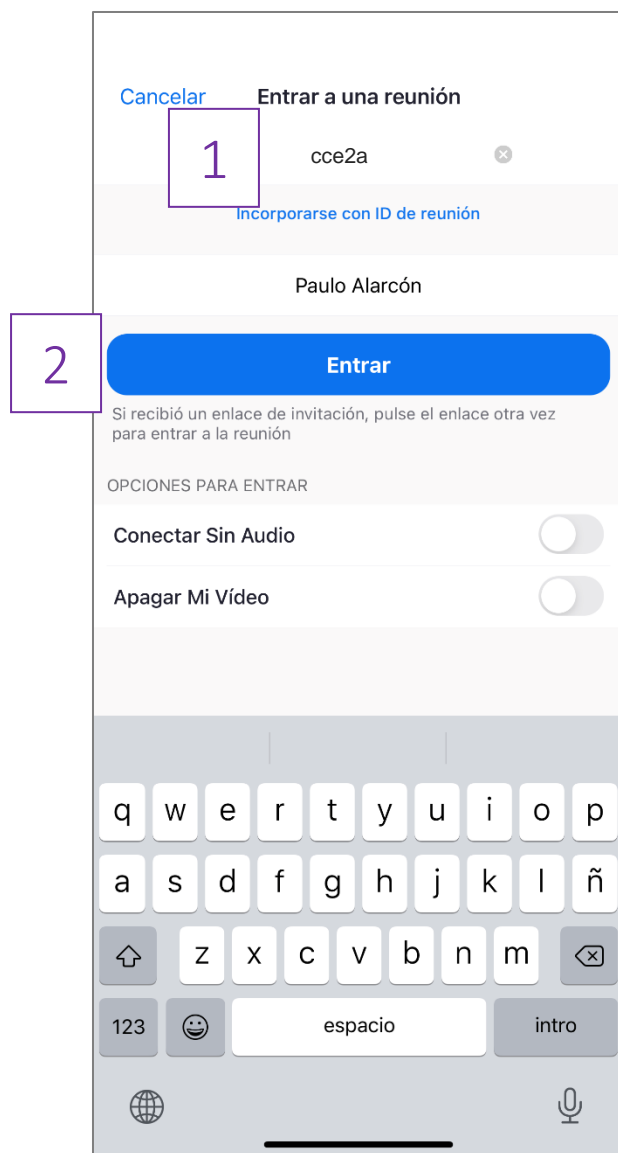 Cancelar Entrar a una reunión
1 cce2a
Incorporarse con ID de reunión
Paulo Alarcón
2 Entrar
Si recibió un enlace de invitación, pulse el enlace otra vez
para entrar a la reunión
OPCIONES PARA ENTRAR
Conectar Sin Audio
Apagar Mi Vídeo
q w e r t y u i o p
a s d f g h j k l ñ
z x c v b n m
123 espacio intro